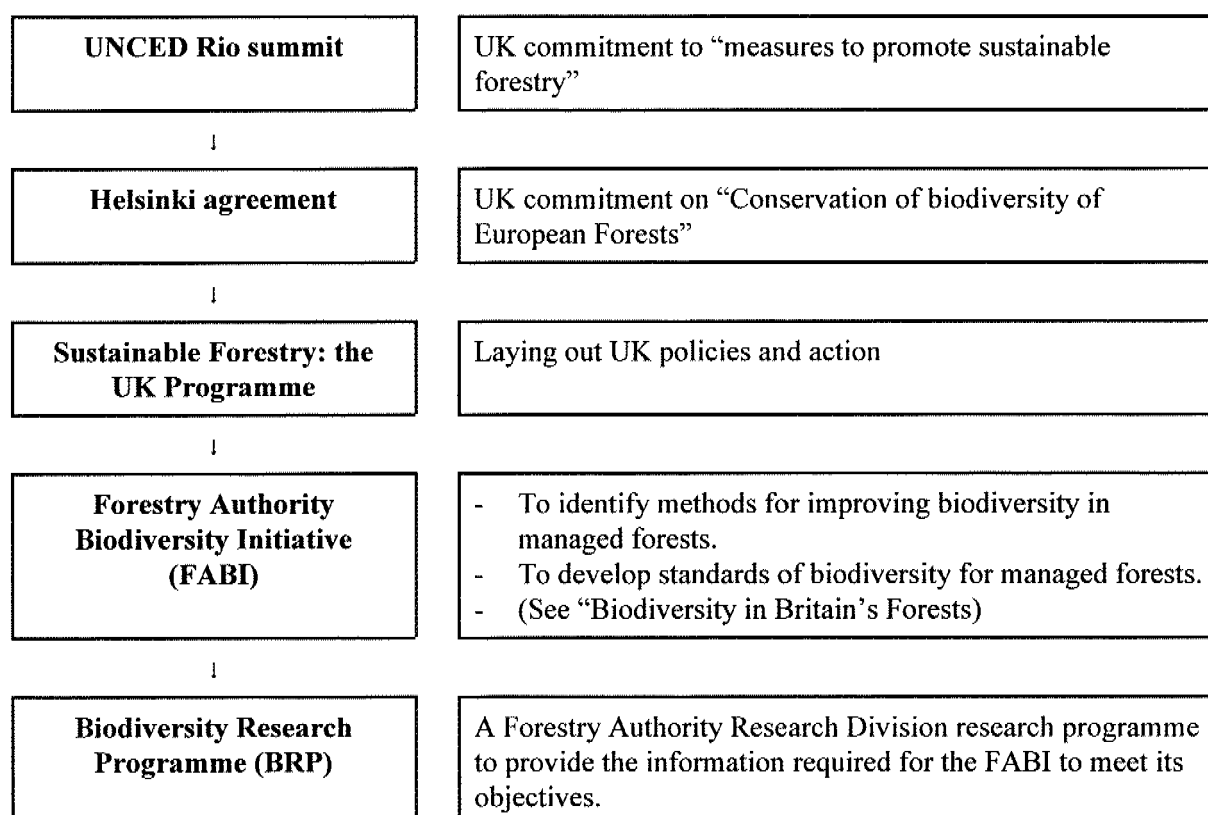 UNCED Rio summit
UK commitment to “measures to promote sustainable
forestry”
↓
Helsinki agreement
UK commitment on “Conservation of biodiversity of
European Forests”
↓
Sustainable Forestry: the
UK Programme
Laying out UK policies and action
↓
Forestry Authority
Biodiversity Initiative
(FABI)
- To identify methods for improving biodiversity in
managed forests.
- To develop standards of biodiversity for managed forests.
- (See “Biodiversity in Britain’s Forests)
↓
Biodiversity Research
Programme (BRP)
A Forestry Authority Research Division research programme
to provide the information required for the FABI to meet its
objectives.